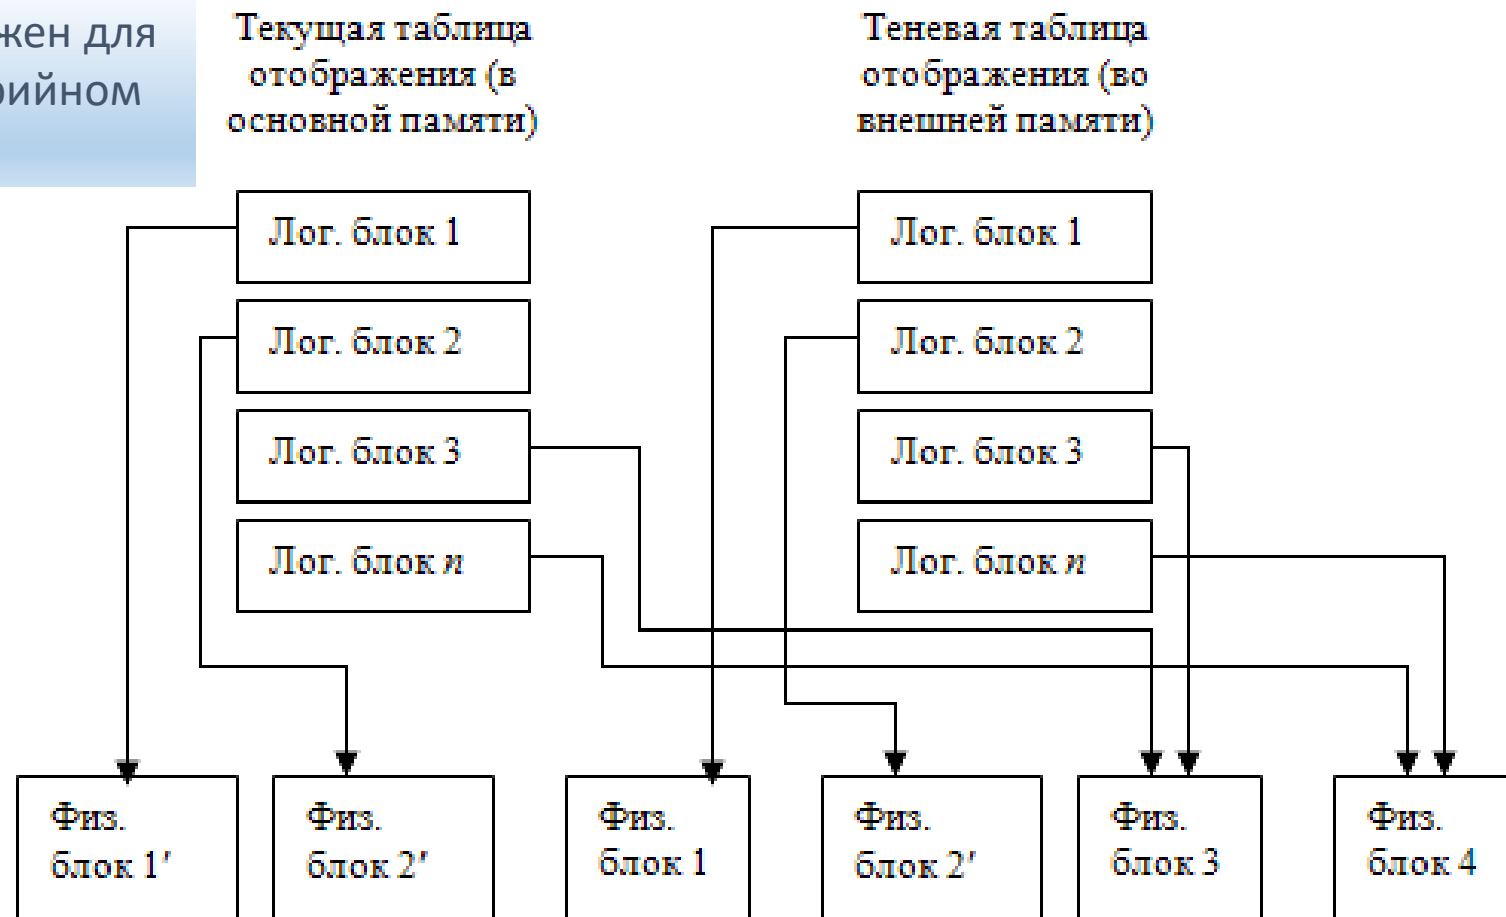 жен для
рийном
Текущая таблица
отображения (в
основной памяти)
Теневая таблица
отображения (во
внешней памяти)
Лог. блок 1
Лог. блок 2
Лог. блок 3
Лог. блок n
Лог. блок 1
Лог. блок 2
Лог. блок 3
Лог. блок n
Физ.
блок 1′
Физ.
блок 2′
Физ.
блок 1
Физ.
блок 2′
Физ.
блок 3
Физ.
блок 4